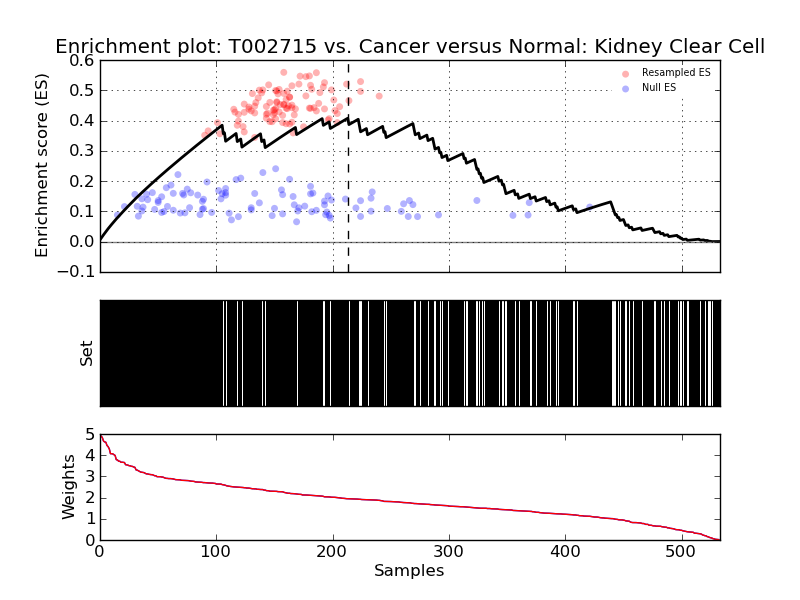 Enrichment plot: T002715 vs. Cancer versus Normal: Kidney Clear Cell
Enrichment score (ES)
0.6
0.5
0.4
0.3
0.2
0.1
0.0
−0.1
Resampled ES
Null ES
Set
Weights
5
4
3
2
1
0
0 100 200 300 400 500
Samples